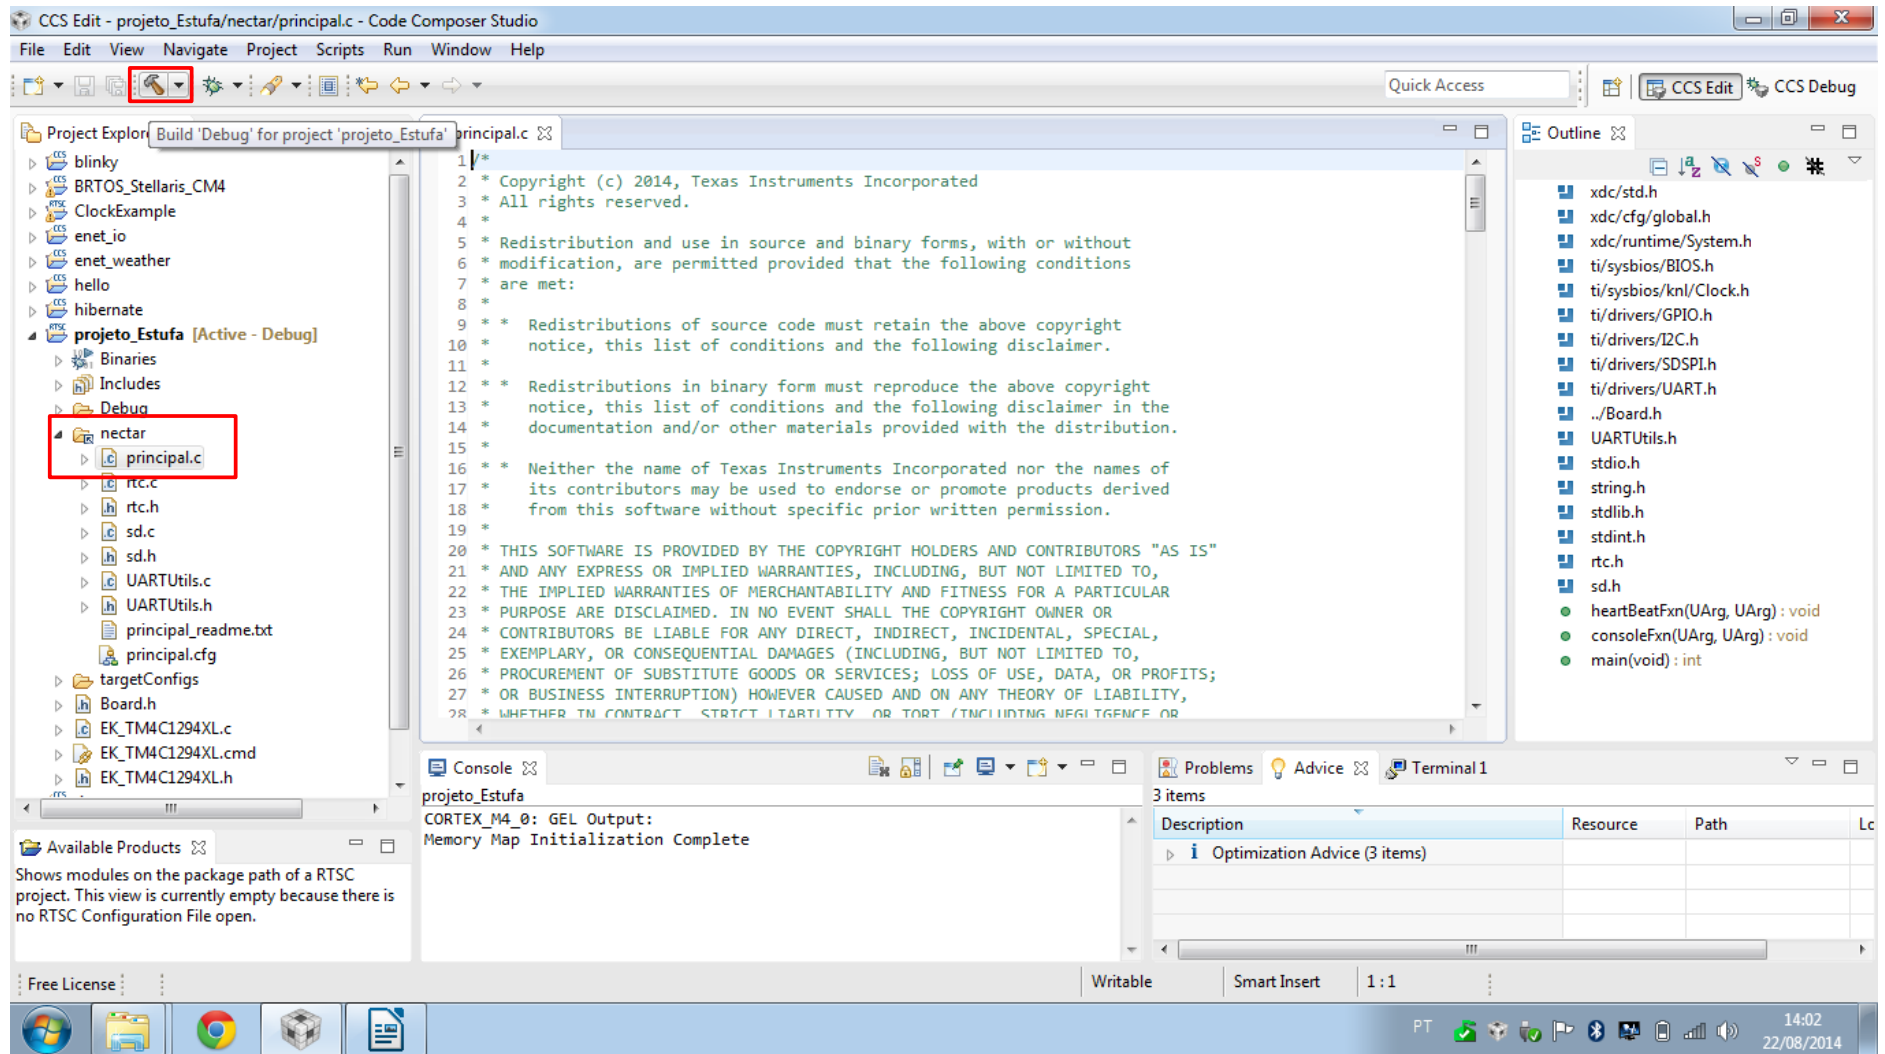 CCS Edit - projeto_Estufa/nectar/principal.c - Code Composer Studio
File Edit View Navigate Project Scripts Run Window Help
Quick Access
CCS Edit
CCS Debug
Project Explor
Build 'Debug' for project 'projeto_Estufa'
blinky
BRTOS_Stellaris_CM4
ClockExample
enet_io
enet_weather
hello
hibernate
projeto_Estufa [Active - Debug]
Binaries
Includes
Debug
nectar
principal.c
rtc.c
rtc.h
sd.c
sd.h
UARTUtils.c
UARTUtils.h
principal_readme.txt
principal.cfg
targetConfigs
Board.h
EK_TM4C1294XL.c
EK_TM4C1294XL.cmd
EK_TM4C1294XL.h
Available Products
Shows modules on the package path of a RTSC
project. This view is currently empty because there is
no RTSC Configuration File open.
principal.c
1 /*
2 * Copyright (c) 2014, Texas Instruments Incorporated
3 * All rights reserved.
4 *
5 * Redistribution and use in source and binary forms, with or without
6 * modification, are permitted provided that the following conditions
7 * are met:
8 *
9 * * Redistributions of source code must retain the above copyright
10 * notice, this list of conditions and the following disclaimer.
11 *
12 * * Redistributions in binary form must reproduce the above copyright
13 * notice, this list of conditions and the following disclaimer in the
14 * documentation and/or other materials provided with the distribution.
15 *
16 * * Neither the name of Texas Instruments Incorporated nor the names of
17 * its contributors may be used to endorse or promote products derived
18 * from this software without specific prior written permission.
19 *
20 * THIS SOFTWARE IS PROVIDED BY THE COPYRIGHT HOLDERS AND CONTRIBUTORS "AS IS"
21 * AND ANY EXPRESS OR IMPLIED WARRANTIES, INCLUDING, BUT NOT LIMITED TO,
22 * THE IMPLIED WARRANTIES OF MERCHANTABILITY AND FITNESS FOR A PARTICULAR
23 * PURPOSE ARE DISCLAIMED. IN NO EVENT SHALL THE COPYRIGHT OWNER OR
24 * CONTRIBUTORS BE LIABLE FOR ANY DIRECT, INDIRECT, INCIDENTAL, SPECIAL,
25 * EXEMPLARY, OR CONSEQUENTIAL DAMAGES (INCLUDING, BUT NOT LIMITED TO,
26 * PROCUREMENT OF SUBSTITUTE GOODS OR SERVICES; LOSS OF USE, DATA, OR PROFITS;
27 * OR BUSINESS INTERRUPTION) HOWEVER CAUSED AND ON ANY THEORY OF LIABILITY,
28 * WHETHER IN CONTRACT, STRICT LIABILITY, OR TORT (INCLUDING NEGLIGENCE OR
Outline
xdc/std.h
xdc/cfg/global.h
xdc/runtime/System.h
ti/sysbios/BIOS.h
ti/sysbios/knl/Clock.h
ti/drivers/GPIO.h
ti/drivers/I2C.h
ti/drivers/SDSPI.h
ti/drivers/UART.h
../Board.h
UARTUtils.h
stdio.h
string.h
stdlib.h
stdint.h
rtc.h
sd.h
heartBeatFxn(UArg, UArg) : void
consoleFxn(UArg, UArg) : void
main(void) : int
Console
projeto_Estufa
CORTEX_M4_0: GEL Output:
Memory Map Initialization Complete
Problems
Advice
Terminal 1
3 items
Description Resource Path Lc
Optimization Advice (3 items)
Free License
Writable
Smart Insert
1 : 1
PT
14:02
22/08/2014